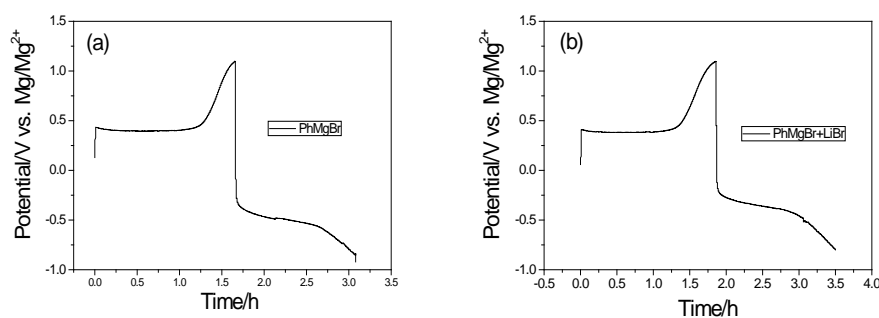 (a)
Potential/V vs. Mg/Mg2+
1.5
1.0
0.5
0.0
-0.5
-1.0
PhMgBr
0.0 0.5 1.0 1.5 2.0 2.5 3.0 3.5
Time/h
(b)
Potential/V vs. Mg/Mg2+
1.5
1.0
0.5
0.0
-0.5
-1.0
PhMgBr+LiBr
-0.5 0.0 0.5 1.0 1.5 2.0 2.5 3.0 3.5 4.0
Time/h